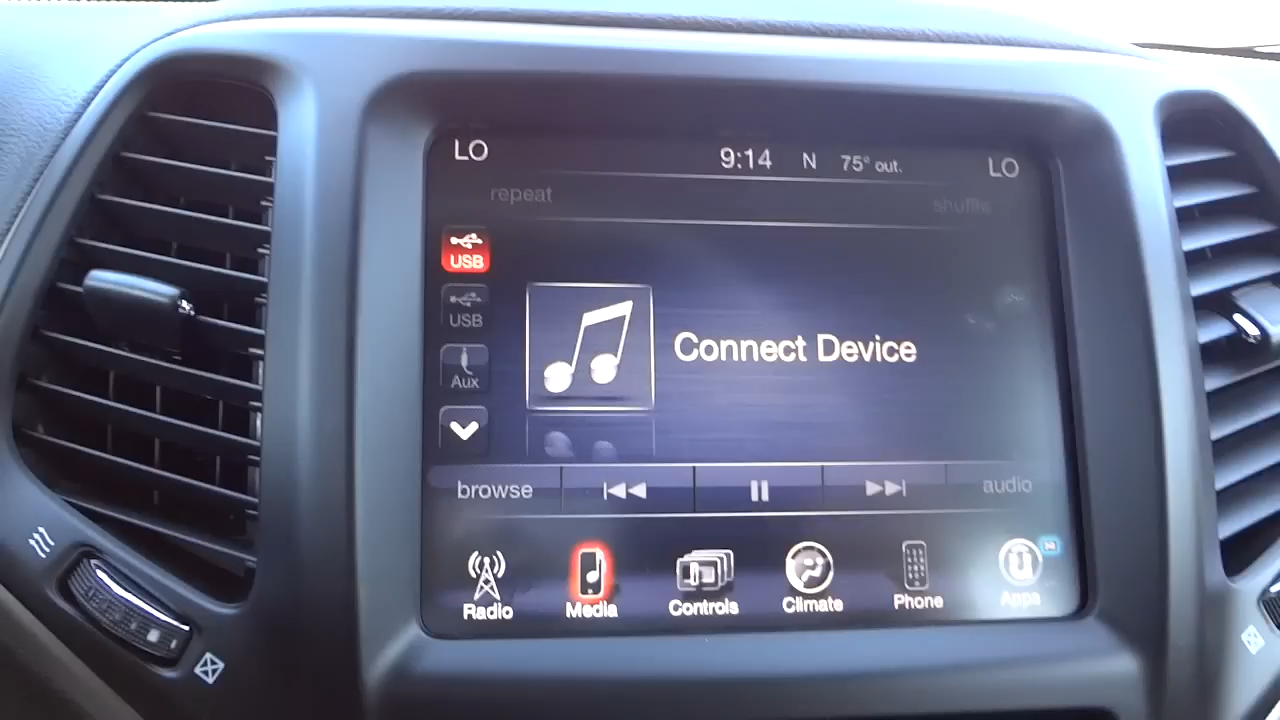 LO 9:14 N 75° out. LO
repeat shuffle
USB
USB
Aux
Connect Device
browse audio
Radio Media Controls Climate Phone Apps